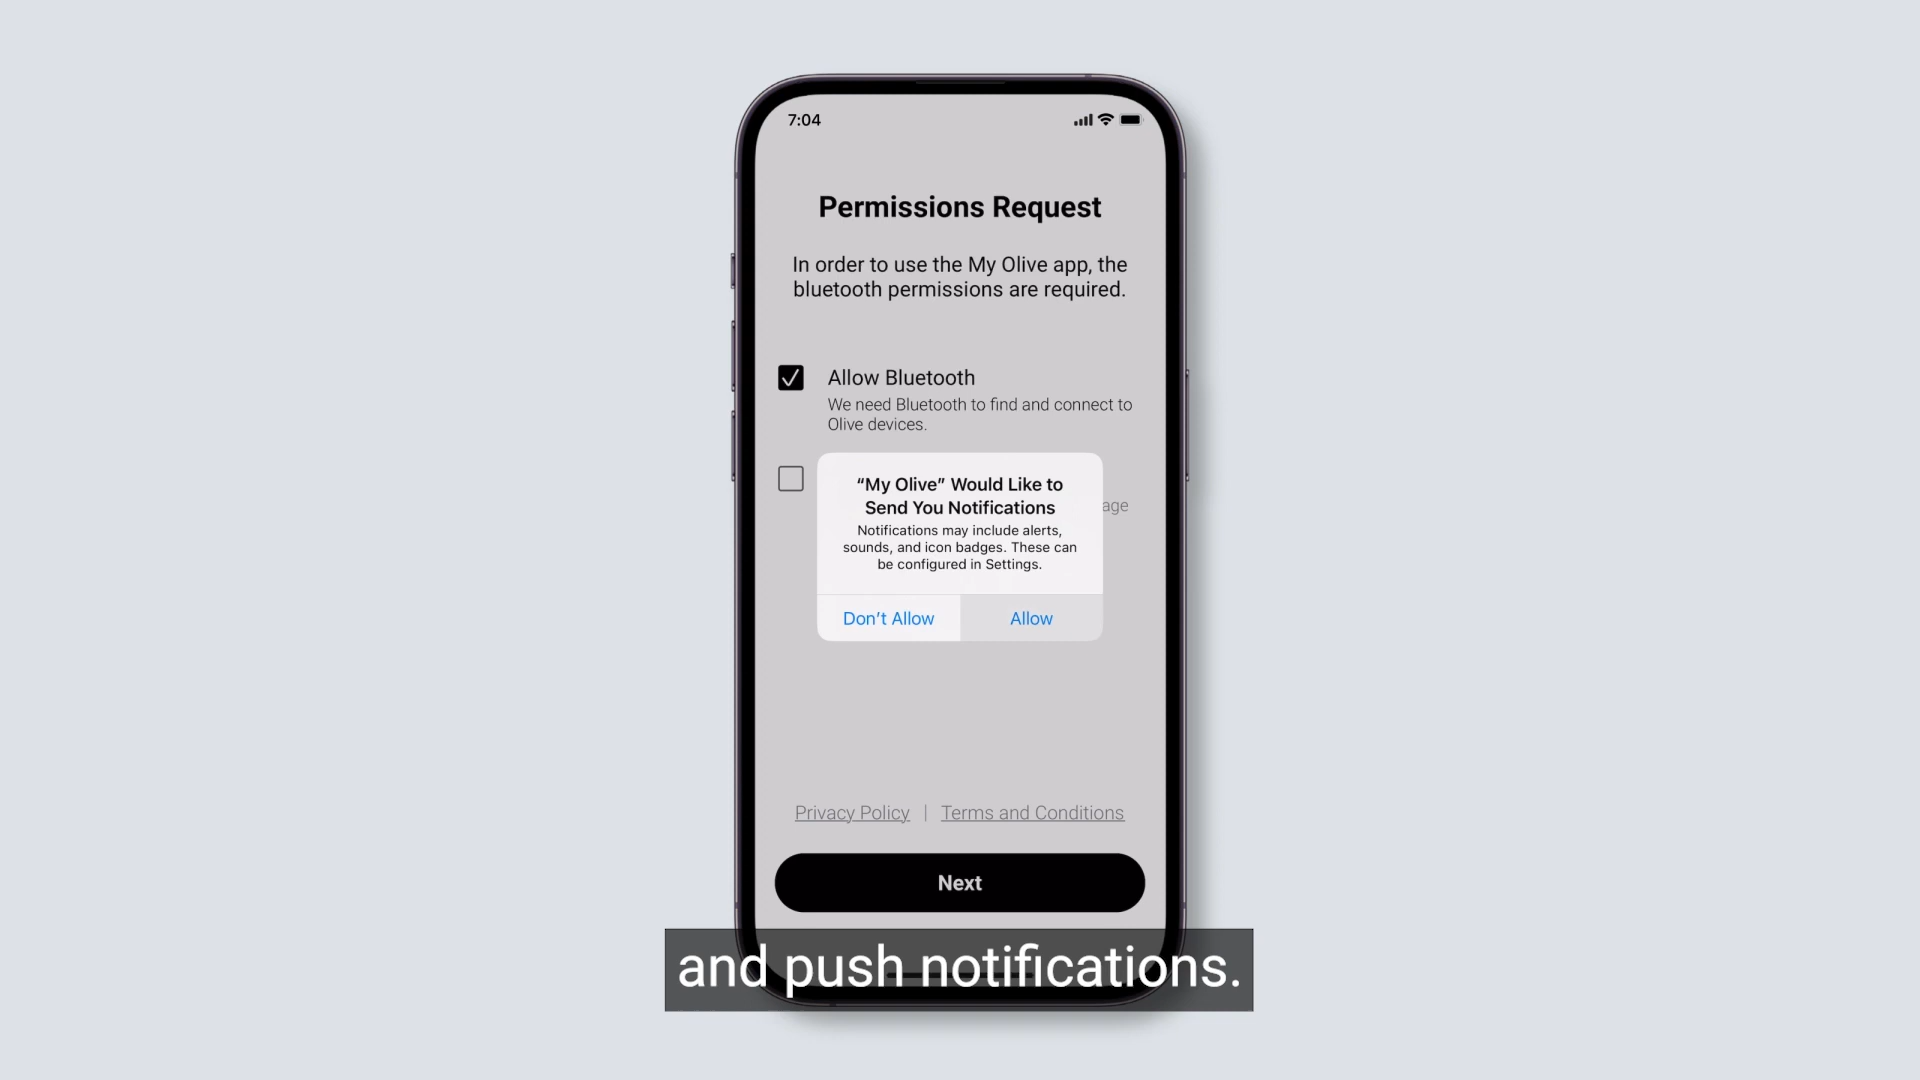 7:04
Permissions Request
In order to use the My Olive app, the
bluetooth permissions are required.
Allow Bluetooth
We need Bluetooth to find and connect to
Olive devices.
“My Olive” Would Like to
Send You Notifications
Notifications may include alerts,
sounds, and icon badges. These can
be configured in Settings.
Don’t Allow
Allow
Privacy Policy | Terms and Conditions
Next
and push notifications.